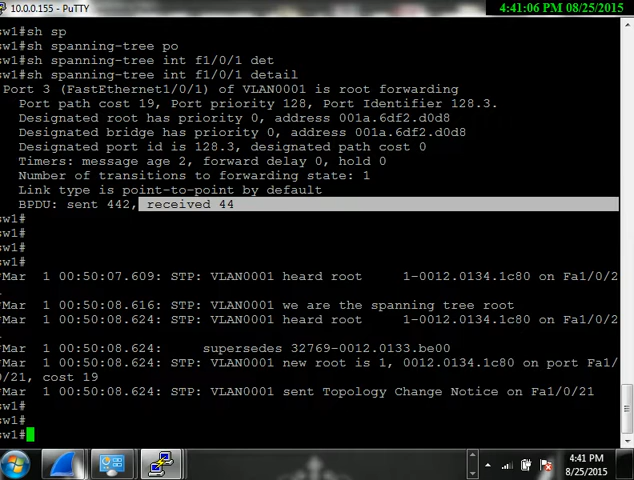 10.0.0.155 - PuTTY
4:41:06 PM 08/25/2015
sw1#sh sp
sw1#sh spanning-tree po
sw1#sh spanning-tree int f1/0/1 det
sw1#sh spanning-tree int f1/0/1 detail
Port 3 (FastEthernet1/0/1) of VLAN0001 is root forwarding
Port path cost 19, Port priority 128, Port Identifier 128.3.
Designated root has priority 0, address 001a.6df2.d0d8
Designated bridge has priority 0, address 001a.6df2.d0d8
Designated port id is 128.3, designated path cost 0
Timers: message age 2, forward delay 0, hold 0
Number of transitions to forwarding state: 1
Link type is point-to-point by default
BPDU: sent 442, received 44
sw1#
sw1#
sw1#
sw1#
*Mar 1 00:50:07.609: STP: VLAN0001 heard root 1-0012.0134.1c80 on Fa1/0/2
1
*Mar 1 00:50:08.616: STP: VLAN0001 we are the spanning tree root
*Mar 1 00:50:08.624: STP: VLAN0001 heard root 1-0012.0134.1c80 on Fa1/0/2
1
*Mar 1 00:50:08.624: supersedes 32769-0012.0133.be00
*Mar 1 00:50:08.624: STP: VLAN0001 new root is 1, 0012.0134.1c80 on port Fa1/
0/21, cost 19
*Mar 1 00:50:08.624: STP: VLAN0001 sent Topology Change Notice on Fa1/0/21
sw1#
sw1#
sw1#
4:41 PM
8/25/2015